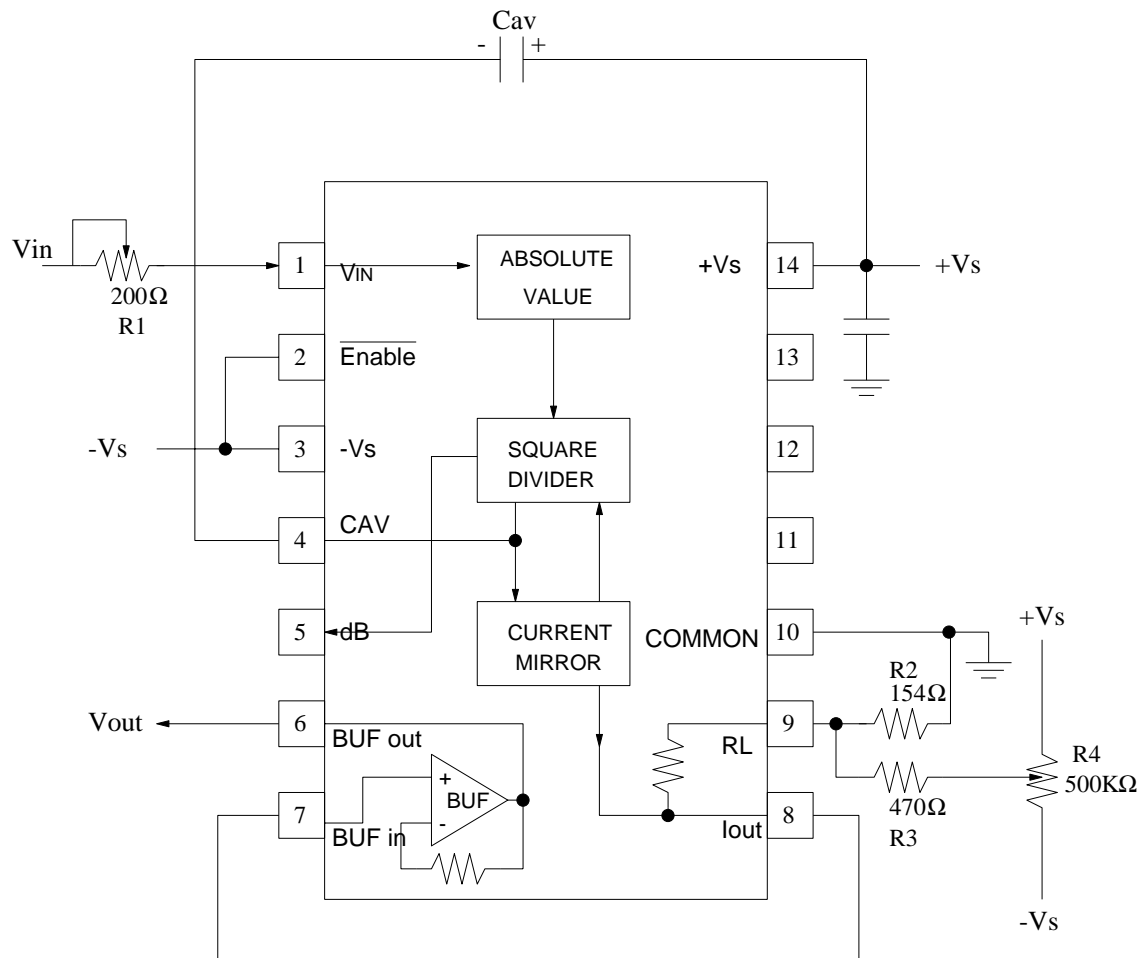 Cav
- +
Vin
200Ω
R1
1
VIN
ABSOLUTE
VALUE
+Vs
14
+Vs
2
Enable
13
-Vs
3
-Vs
SQUARE
DIVIDER
12
4
CAV
11
5
dB
CURRENT
MIRROR
COMMON
10
+Vs
R2
154Ω
Vout
6
BUF out
RL
9
R4
500KΩ
+
BUF
-
7
BUF in
Iout
8
470Ω
R3
-Vs